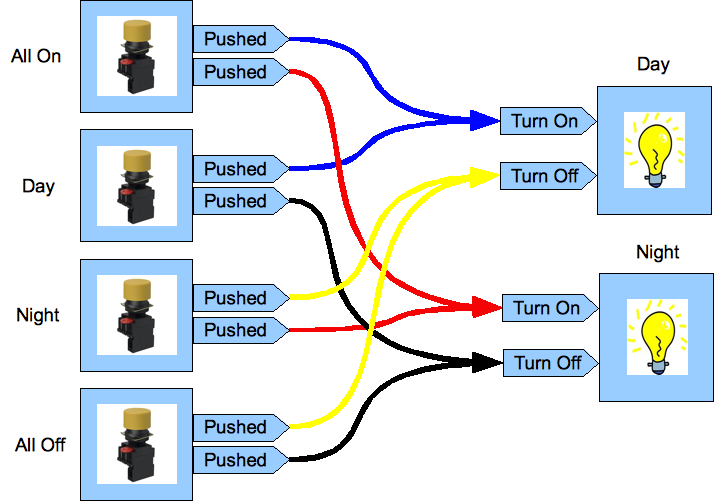 All On
Pushed
Pushed
Day
Pushed
Pushed
Night
Pushed
Pushed
All Off
Pushed
Pushed
Day
Turn On
Turn Off
Night
Turn On
Turn Off